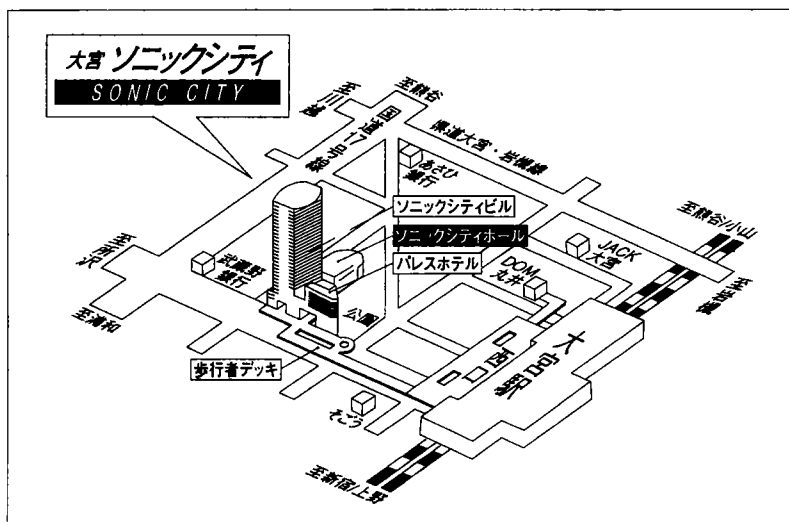 大宮 ソニックシティ
SONIC CITY
至川越
至熊谷
国道17号線
県道大宮・岩槻線
あさひ
銀行
ソニックシティビル
ソニックシティホール
パレスホテル
至熊谷/小山
JACK
大宮
至岩槻
DOM
丸井
至所沢
武蔵野
銀行
至浦和
公園
歩行者デッキ
西口
大宮駅
そごう
至新宿/上野